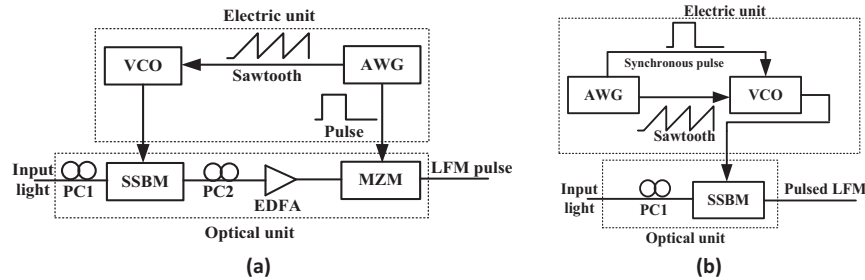 Electric unit
VCO
Sawtooth
AWG
Pulse
Input
light
PC1
SSBM
PC2
EDFA
MZM
LFM pulse
Optical unit
(a)
Electric unit
Synchronous pulse
AWG
VCO
Sawtooth
Input
light
PC1
SSBM
Pulsed LFM
Optical unit
(b)